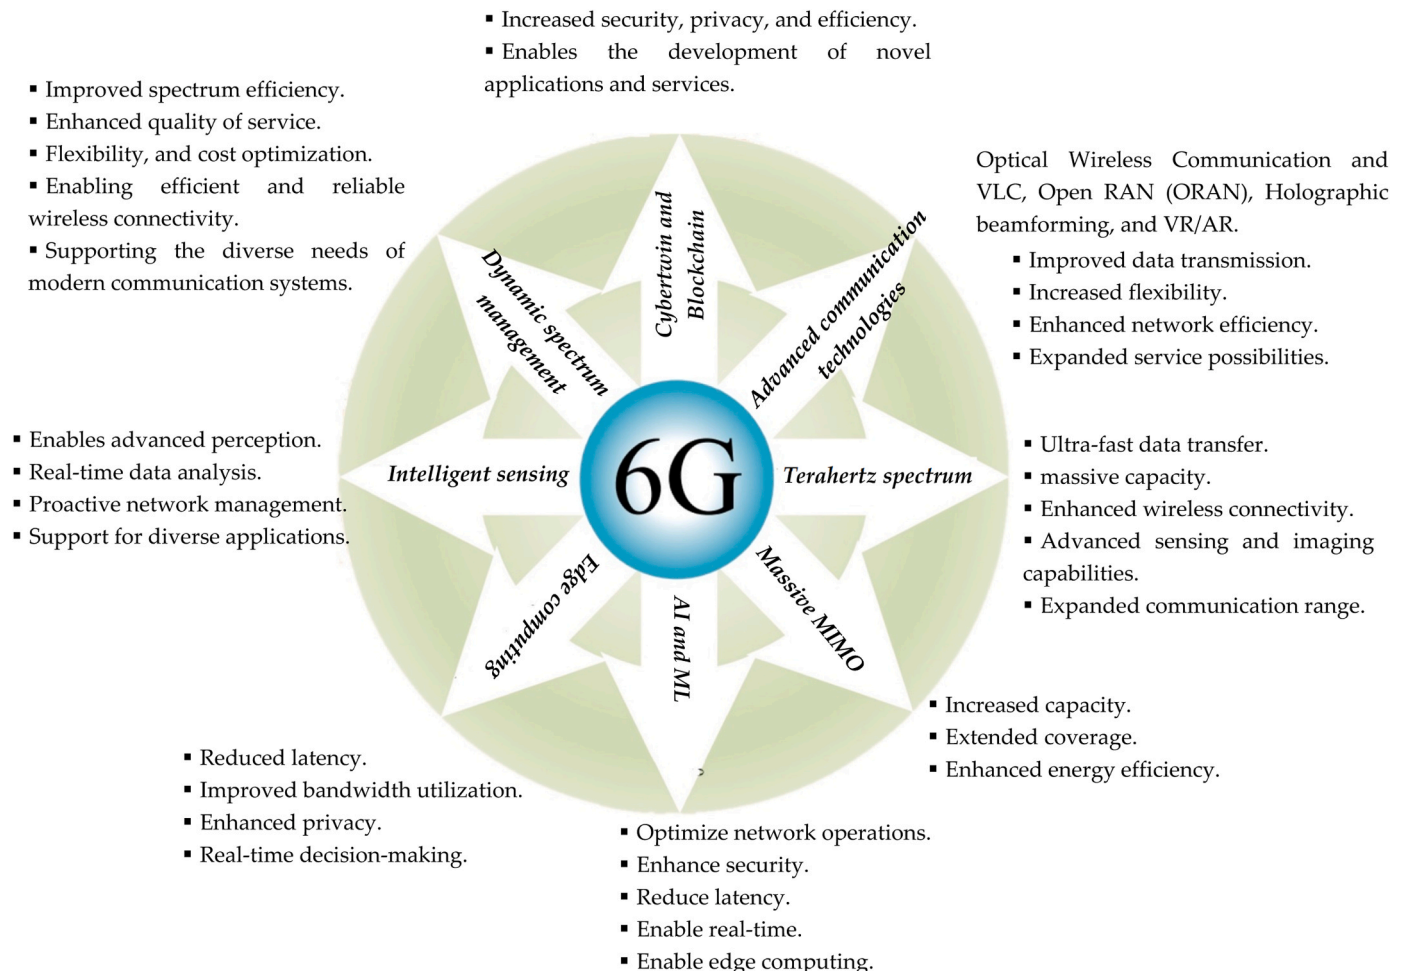 ▪ Increased security, privacy, and efficiency.
▪ Enables the development of novel
applications and services.
▪ Improved spectrum efficiency.
▪ Enhanced quality of service.
▪ Flexibility, and cost optimization.
▪ Enabling efficient and reliable
wireless connectivity.
▪ Supporting the diverse needs of
modern communication systems.
Optical Wireless Communication and
VLC, Open RAN (ORAN), Holographic
beamforming, and VR/AR.
▪ Improved data transmission.
▪ Increased flexibility.
▪ Enhanced network efficiency.
▪ Expanded service possibilities.
Dynamic spectrum
management
Cybertwin and
Blockchain
Advanced communication
technologies
▪ Enables advanced perception.
▪ Real-time data analysis.
▪ Proactive network management.
▪ Support for diverse applications.
Intelligent sensing
6G
Terahertz spectrum
▪ Ultra-fast data transfer.
▪ massive capacity.
▪ Enhanced wireless connectivity.
▪ Advanced sensing and imaging
capabilities.
▪ Expanded communication range.
Edge computing
AI and ML
Massive MIMO
▪ Increased capacity.
▪ Extended coverage.
▪ Enhanced energy efficiency.
▪ Reduced latency.
▪ Improved bandwidth utilization.
▪ Enhanced privacy.
▪ Real-time decision-making.
▪ Optimize network operations.
▪ Enhance security.
▪ Reduce latency.
▪ Enable real-time.
▪ Enable edge computing.